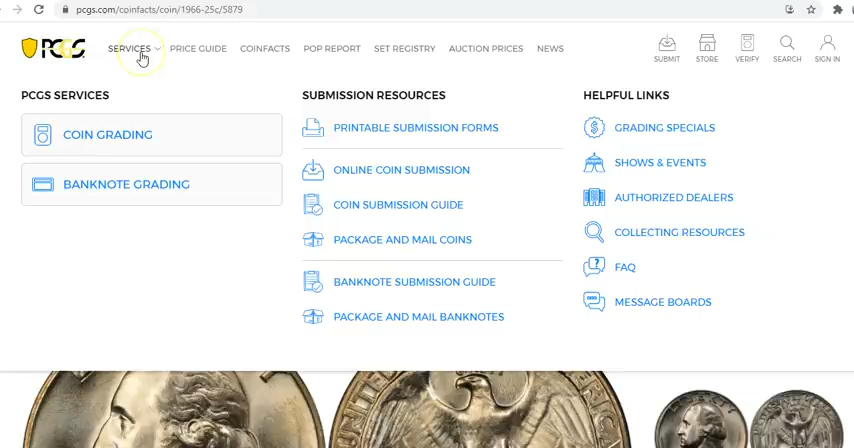 pcgs.com/coinfacts/coin/1966-25c/5879
PCGS.
SERVICES
PRICE GUIDE
COINFACTS
POP REPORT
SET REGISTRY
AUCTION PRICES
NEWS
SUBMIT
STORE
VERIFY
SEARCH
SIGN IN
PCGS SERVICES
COIN GRADING
BANKNOTE GRADING
SUBMISSION RESOURCES
PRINTABLE SUBMISSION FORMS
ONLINE COIN SUBMISSION
COIN SUBMISSION GUIDE
PACKAGE AND MAIL COINS
BANKNOTE SUBMISSION GUIDE
PACKAGE AND MAIL BANKNOTES
HELPFUL LINKS
GRADING SPECIALS
SHOWS & EVENTS
AUTHORIZED DEALERS
COLLECTING RESOURCES
FAQ
MESSAGE BOARDS